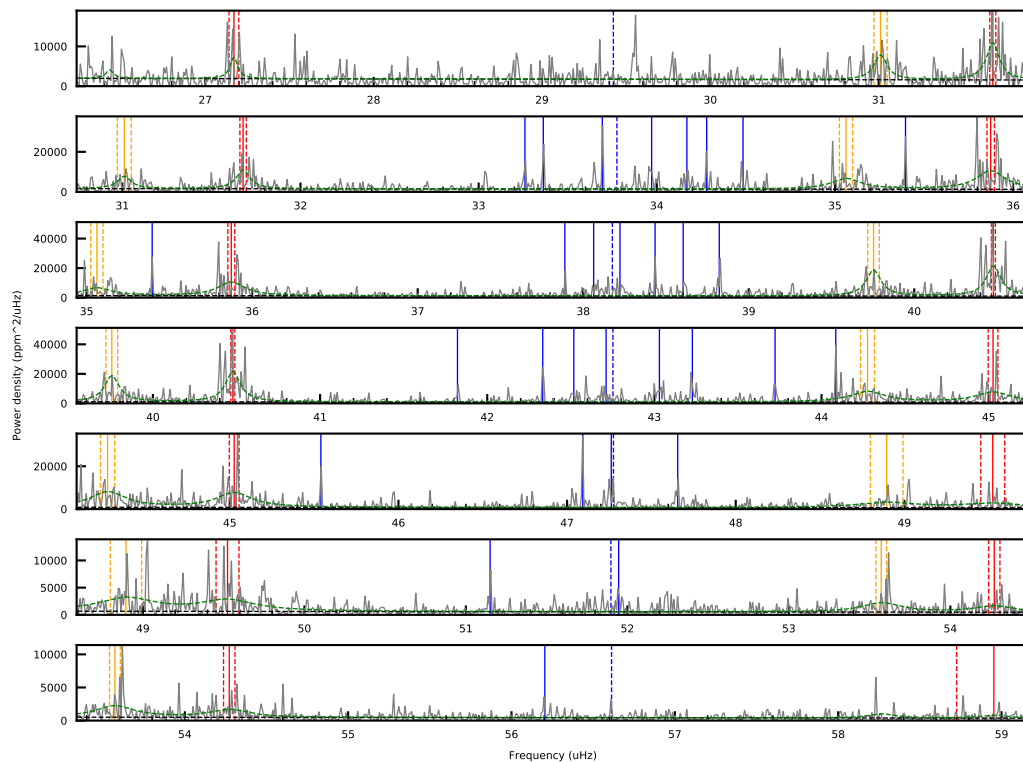 10000
0
27 28 29 30 31
20000
0
31 32 33 34 35 36
40000
20000
0
35 36 37 38 39 40
Power density (ppm^2/uHz)
40000
20000
0
40 41 42 43 44 45
20000
0
45 46 47 48 49
10000
5000
0
49 50 51 52 53 54
10000
5000
0
54 55 56 57 58 59
Frequency (uHz)